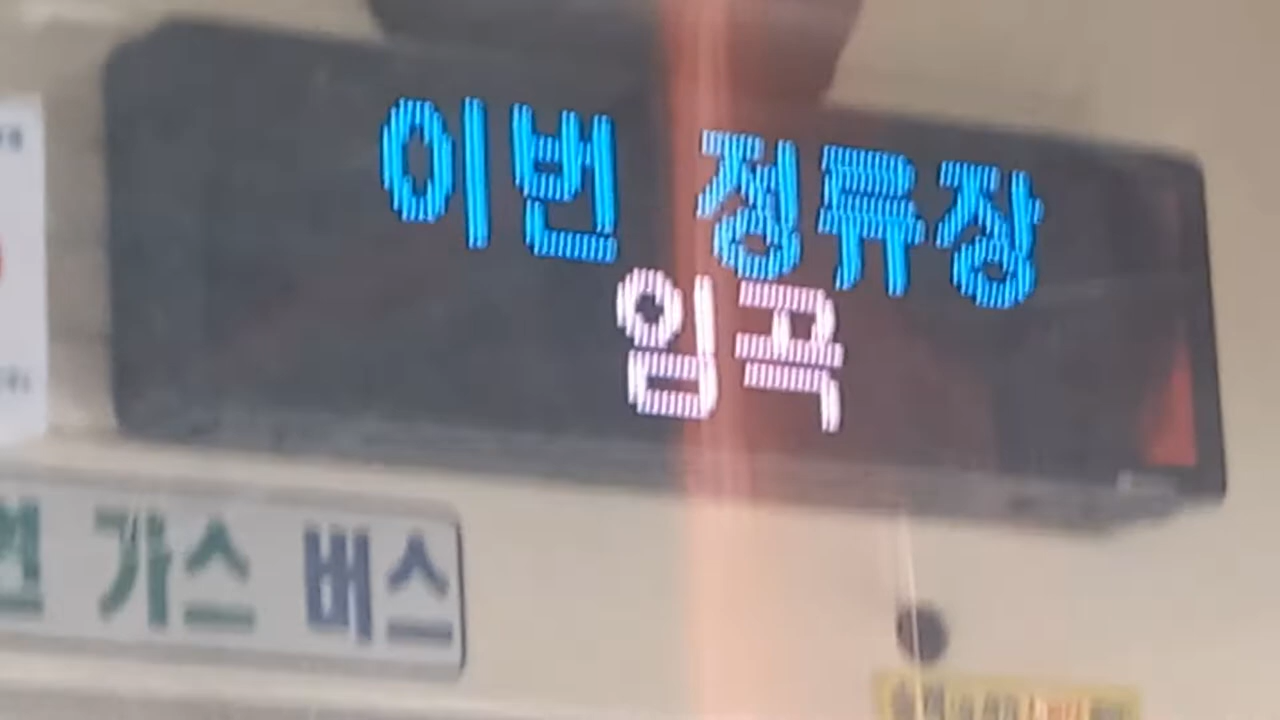 이번 정류장
임곡
가스 버스